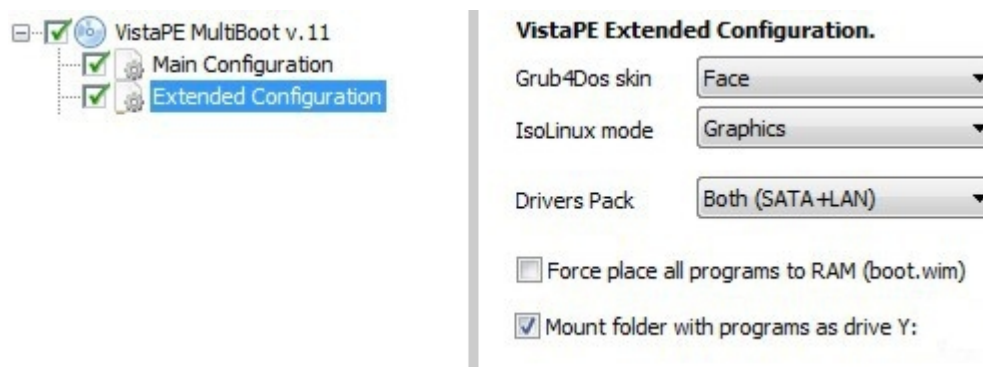 VistaPE MultiBoot v.11
Main Configuration
Extended Configuration
VistaPE Extended Configuration.
Grub4Dos skin Face
IsoLinux mode Graphics
Drivers Pack Both (SATA+LAN)
Force place all programs to RAM (boot.wim)
Mount folder with programs as drive Y: